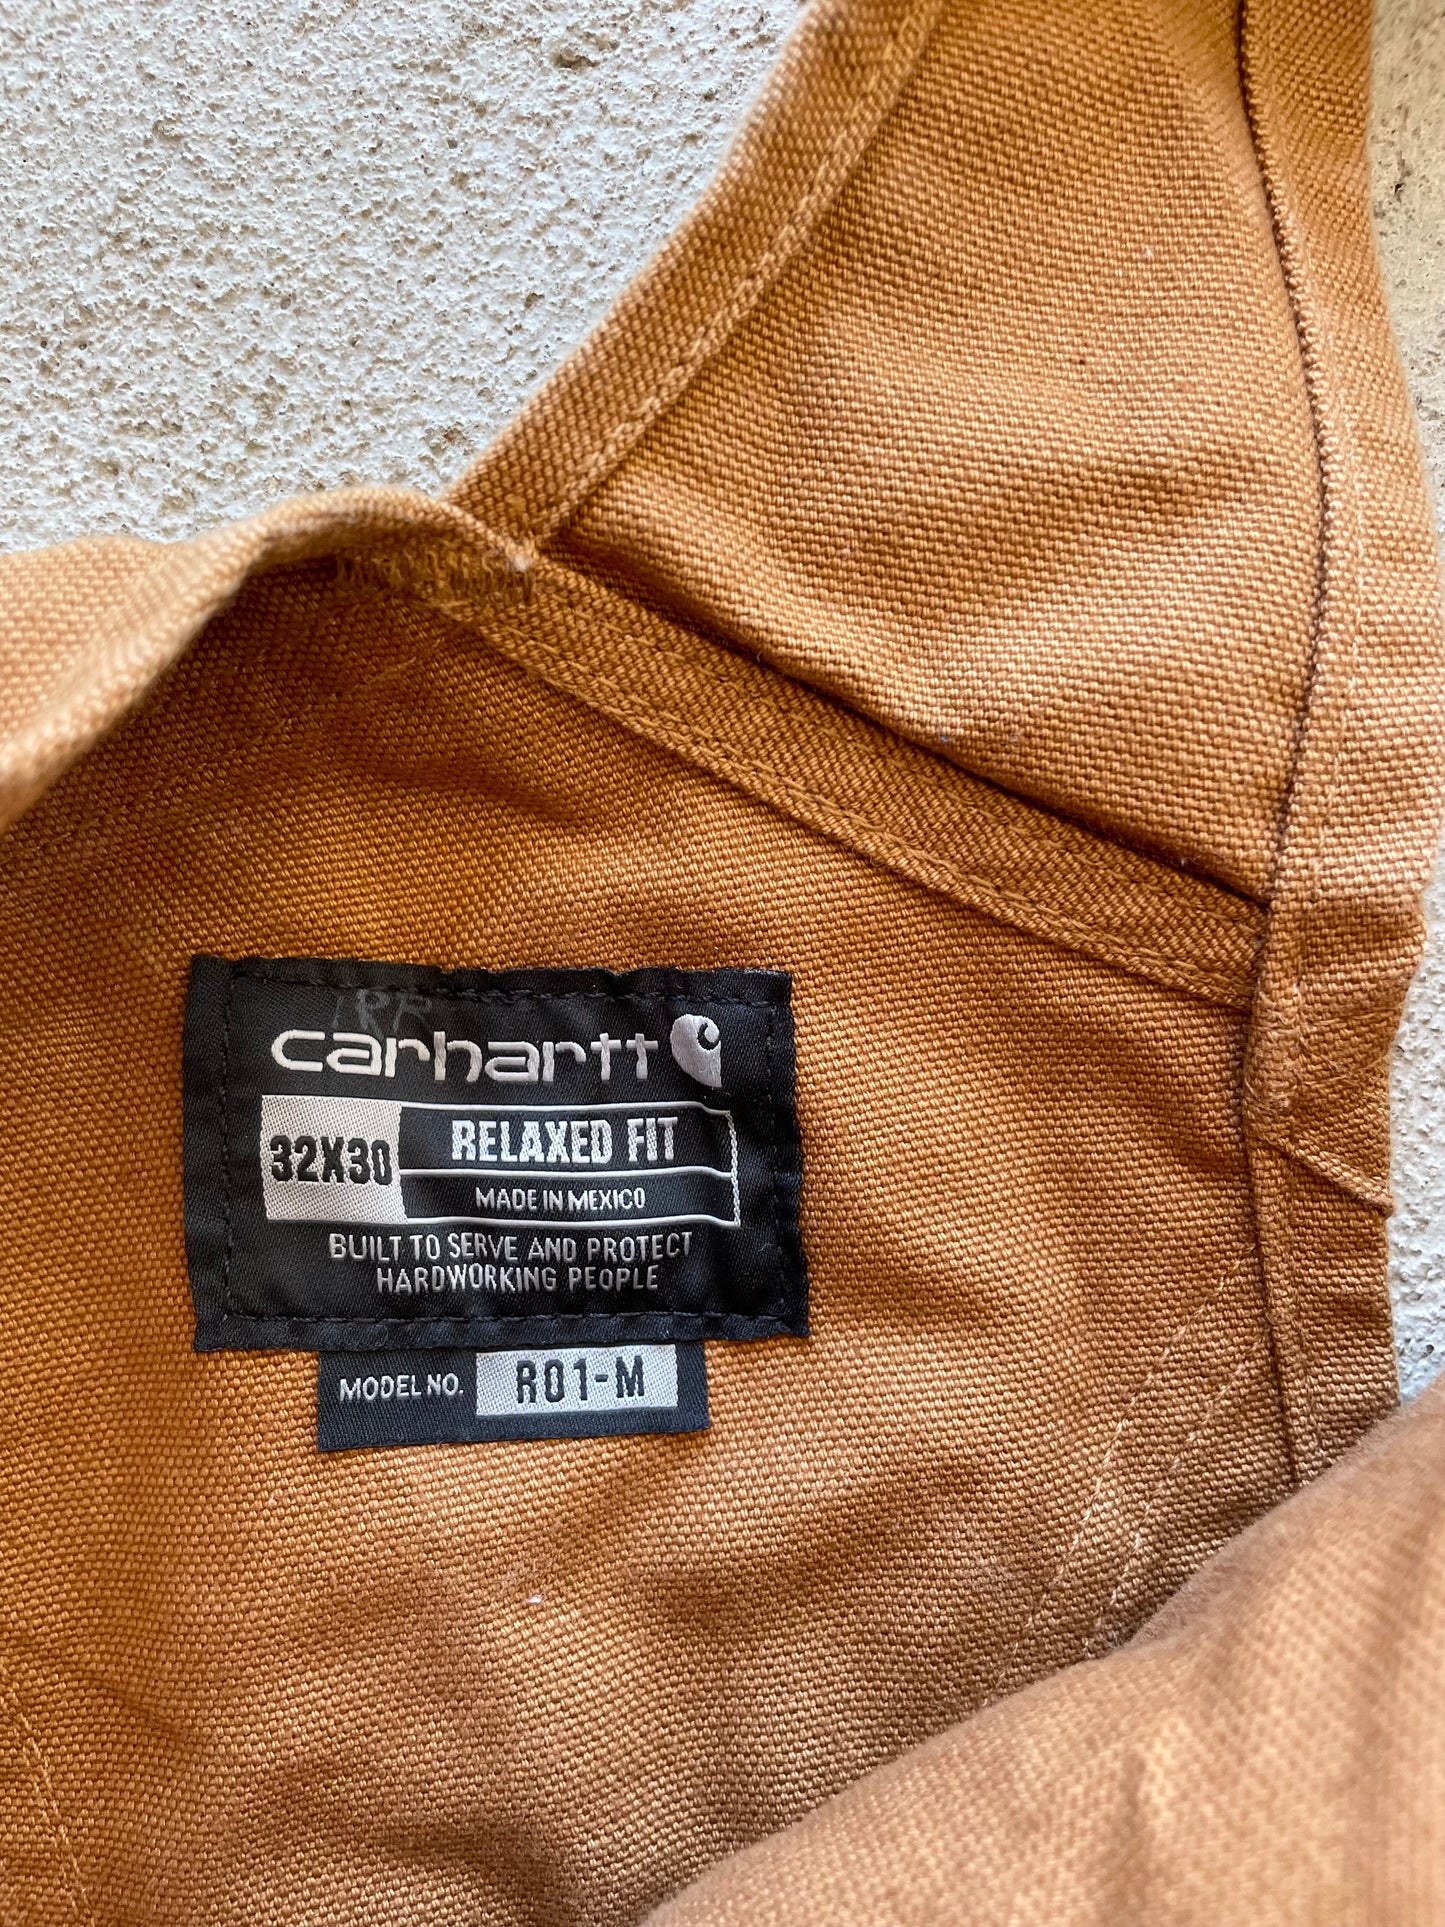 carhartt
32X30
RELAXED FIT
MADE IN MEXICO
BUILT TO SERVE AND PROTECT
HARDWORKING PEOPLE
MODEL NO. R01-M